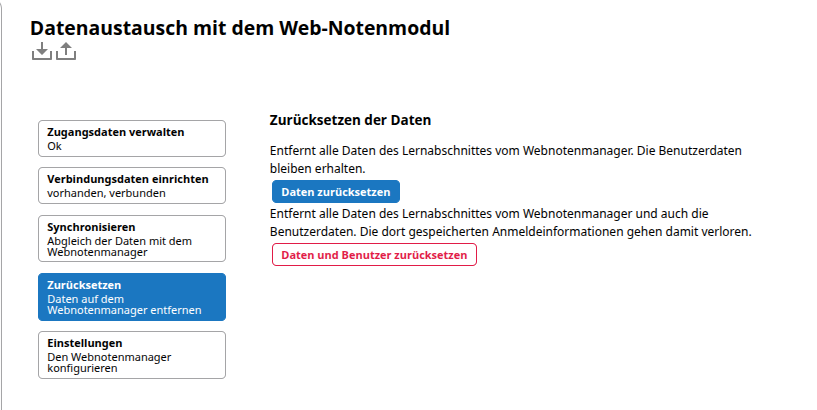 Datenaustausch mit dem Web-Notenmodul
Zugangsdaten verwalten
Ok
Verbindungsdaten einrichten
vorhanden, verbunden
Synchronisieren
Abgleich der Daten mit dem
Webnotenmanager
Zurücksetzen
Daten auf dem
Webnotenmanager entfernen
Einstellungen
Den Webnotenmanager
konfigurieren
Zurücksetzen der Daten
Entfernt alle Daten des Lernabschnittes vom Webnotenmanager. Die Benutzerdaten
bleiben erhalten.
Daten zurücksetzen
Entfernt alle Daten des Lernabschnittes vom Webnotenmanager und auch die
Benutzerdaten. Die dort gespeicherten Anmeldeinformationen gehen damit verloren.
Daten und Benutzer zurücksetzen